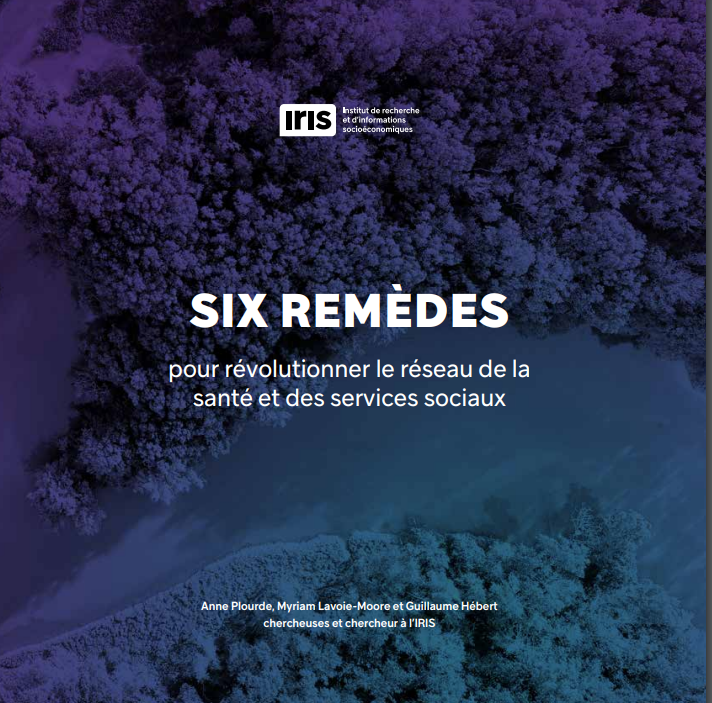 IRIS
Institut de recherche
et d'informations
socioéconomiques
SIX REMÈDES
pour révolutionner le réseau de la
santé et des services sociaux
Anne Plourde, Myriam Lavoie-Moore et Guillaume Hébert
chercheuses et chercheur à l'IRIS